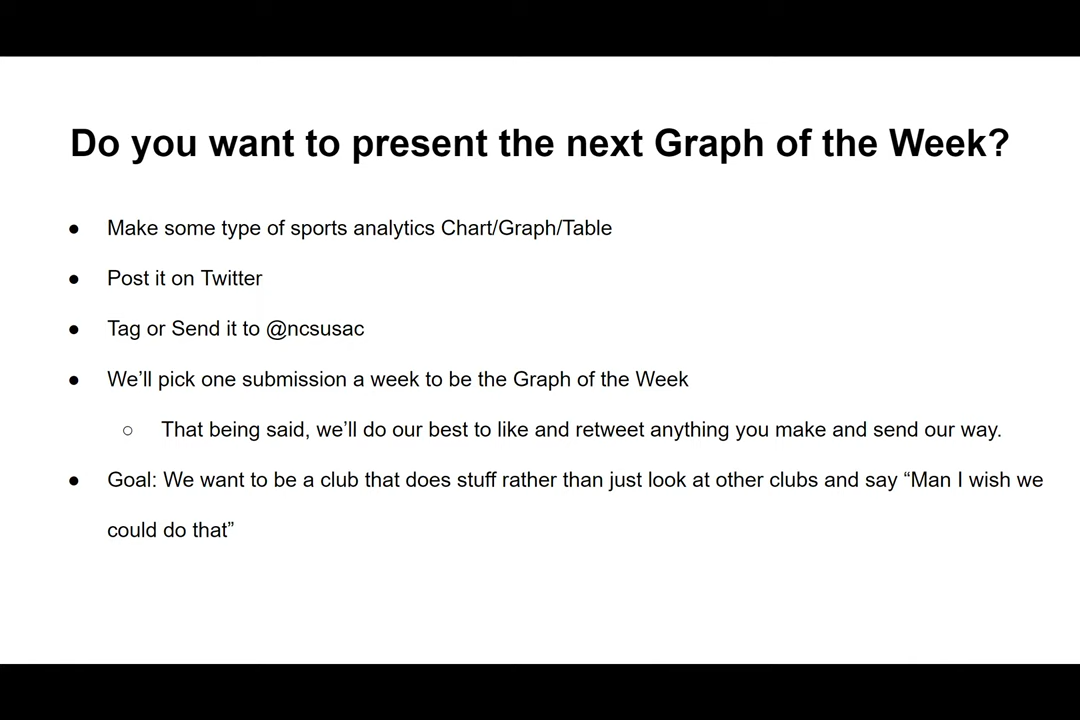 Do you want to present the next Graph of the Week?
● Make some type of sports analytics Chart/Graph/Table
● Post it on Twitter
● Tag or Send it to @ncsusac
● We’ll pick one submission a week to be the Graph of the Week
○ That being said, we’ll do our best to like and retweet anything you make and send our way.
● Goal: We want to be a club that does stuff rather than just look at other clubs and say “Man I wish we
could do that”